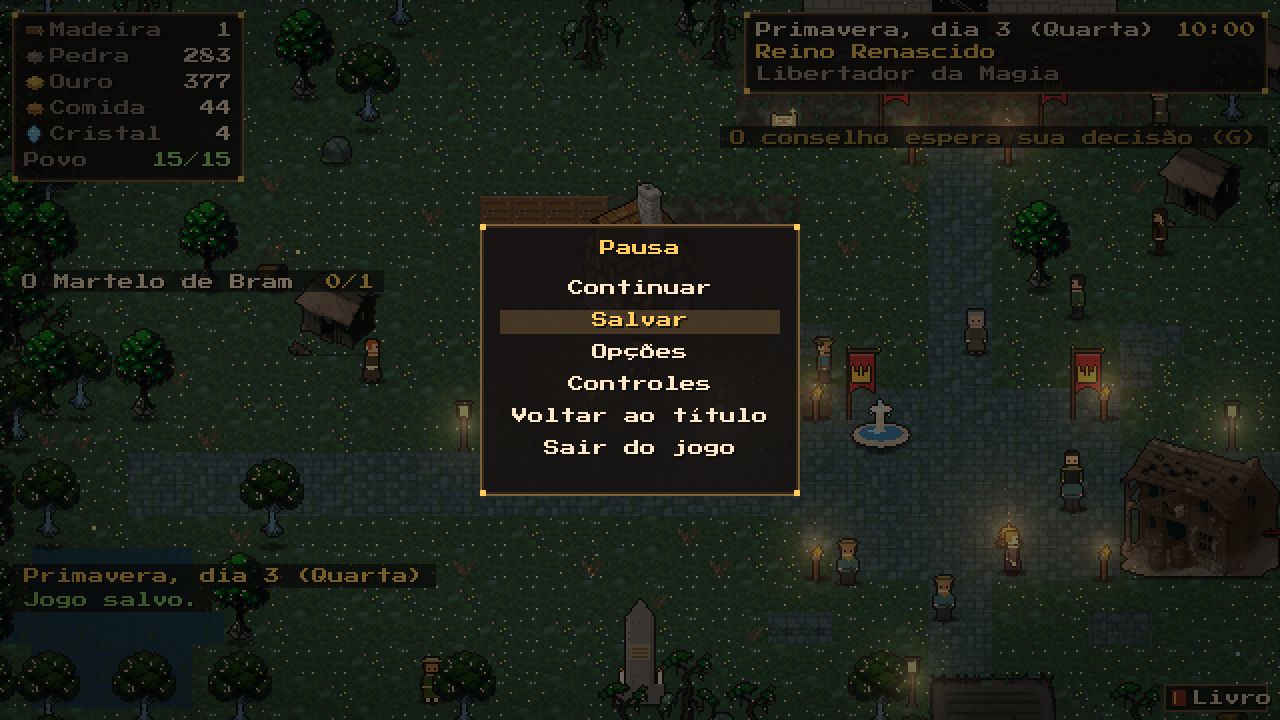 Madeira 1
Pedra 283
Ouro 377
Comida 44
Cristal 4
Povo 15/15
Primavera, dia 3 (Quarta) 10:00
Reino Renascido
Libertador da Magia
O conselho espera sua decisão (G)
O Martelo de Bram 0/1
Pausa
Continuar
Salvar
Opções
Controles
Voltar ao título
Sair do jogo
Primavera, dia 3 (Quarta)
Jogo salvo.
Livro